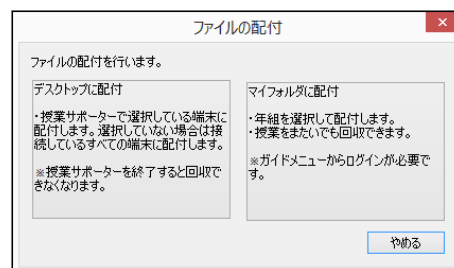 ファイルの配付
ファイルの配付を行います。
デスクトップに配付
・授業サポーターで選択している端末に
配付します。選択していない場合は接
続しているすべての端末に配付します。
※授業サポーターを終了すると回収で
きなくなります。
マイフォルダに配付
・年組を選択して配付します。
・授業をまたいでも回収できます。
※ガイドメニューからログインが必要で
す。
やめる